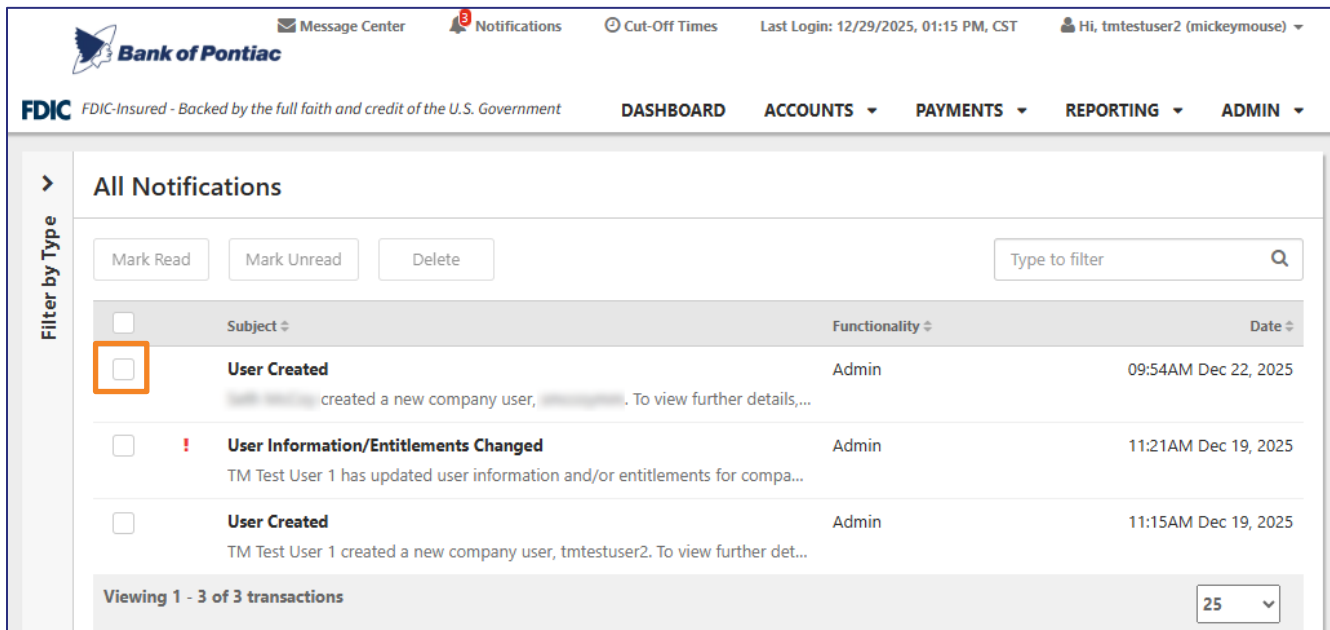 Message Center 3 Notifications Cut-Off Times Last Login: 12/29/2025, 01:15 PM, CST Hi, tmtestuser2 (mickeymouse)
Bank of Pontiac
FDIC FDIC-Insured - Backed by the full faith and credit of the U.S. Government DASHBOARD ACCOUNTS PAYMENTS REPORTING ADMIN
Filter by Type
All Notifications
Mark Read Mark Unread Delete Type to filter
Subject Functionality Date
User Created Admin 09:54AM Dec 22, 2025
created a new company user, . To view further details,...
! User Information/Entitlements Changed Admin 11:21AM Dec 19, 2025
TM Test User 1 has updated user information and/or entitlements for compa...
User Created Admin 11:15AM Dec 19, 2025
TM Test User 1 created a new company user, tmtestuser2. To view further det...
Viewing 1 - 3 of 3 transactions 25